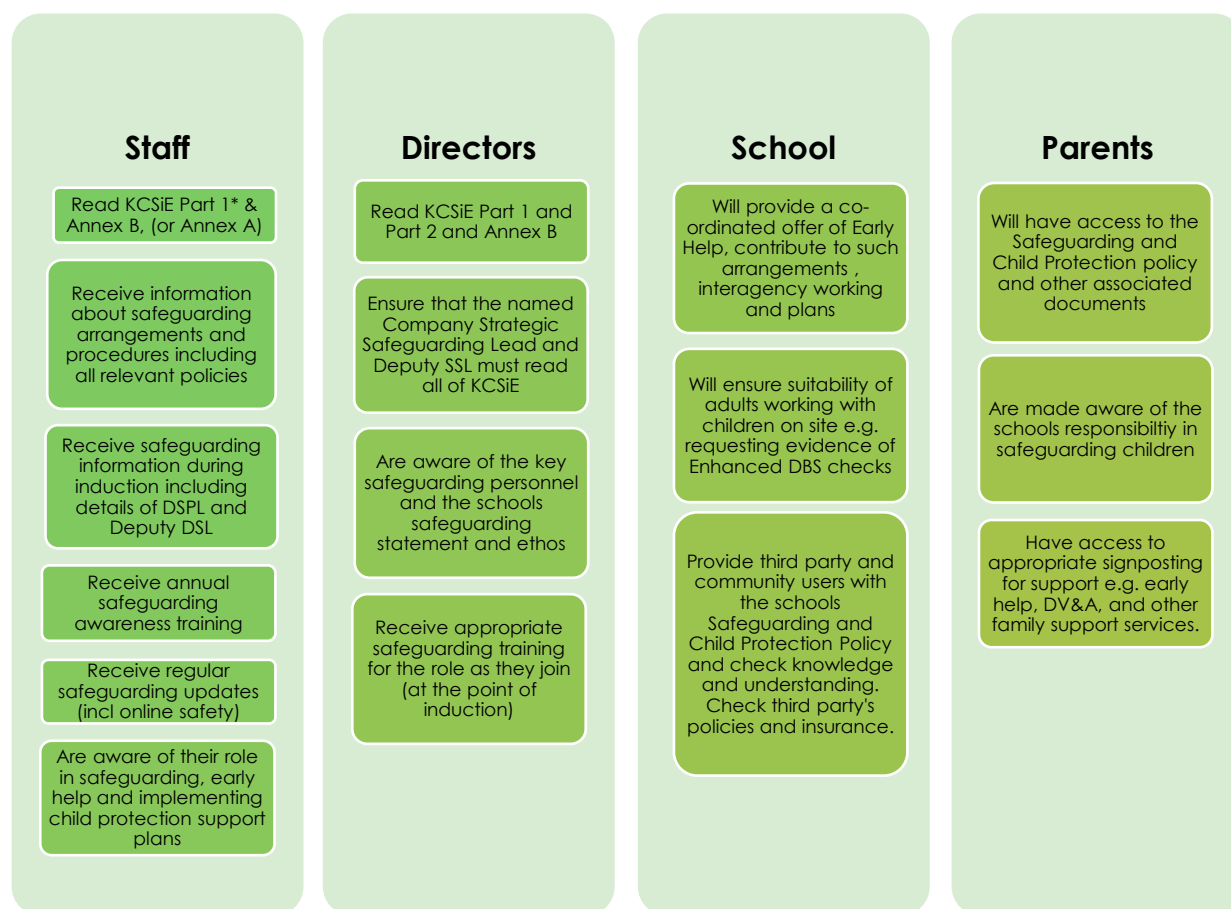 Staff
Read KCSiE Part 1* &
Annex B, (or Annex A)
Receive information
about safeguarding
arrangements and
procedures including
all relevant policies
Receive safeguarding
information during
induction including
details of DSPL and
Deputy DSL
Receive annual
safeguarding
awareness training
Receive regular
safeguarding updates
(incl online safety)
Are aware of their role
in safeguarding, early
help and implementing
child protection support
plans
Directors
Read KCSiE Part 1 and
Part 2 and Annex B
Ensure that the named
Company Strategic
Safeguarding Lead and
Deputy SSL must read
all of KCSiE
Are aware of the key
safeguarding personnel
and the schools
safeguarding
statement and ethos
Receive appropriate
safeguarding training
for the role as they join
(at the point of
induction)
School
Will provide a co-
ordinated offer of Early
Help, contribute to such
arrangements ,
interagency working
and plans
Will ensure suitability of
adults working with
children on site e.g.
requesting evidence of
Enhanced DBS checks
Provide third party and
community users with
the schools
Safeguarding and
Child Protection Policy
and check knowledge
and understanding.
Check third party's
policies and insurance.
Parents
Will have access to the
Safeguarding and
Child Protection policy
and other associated
documents
Are made aware of the
schools responsibiltiy in
safeguarding children
Have access to
appropriate signposting
for support e.g. early
help, DV&A, and other
family support services.